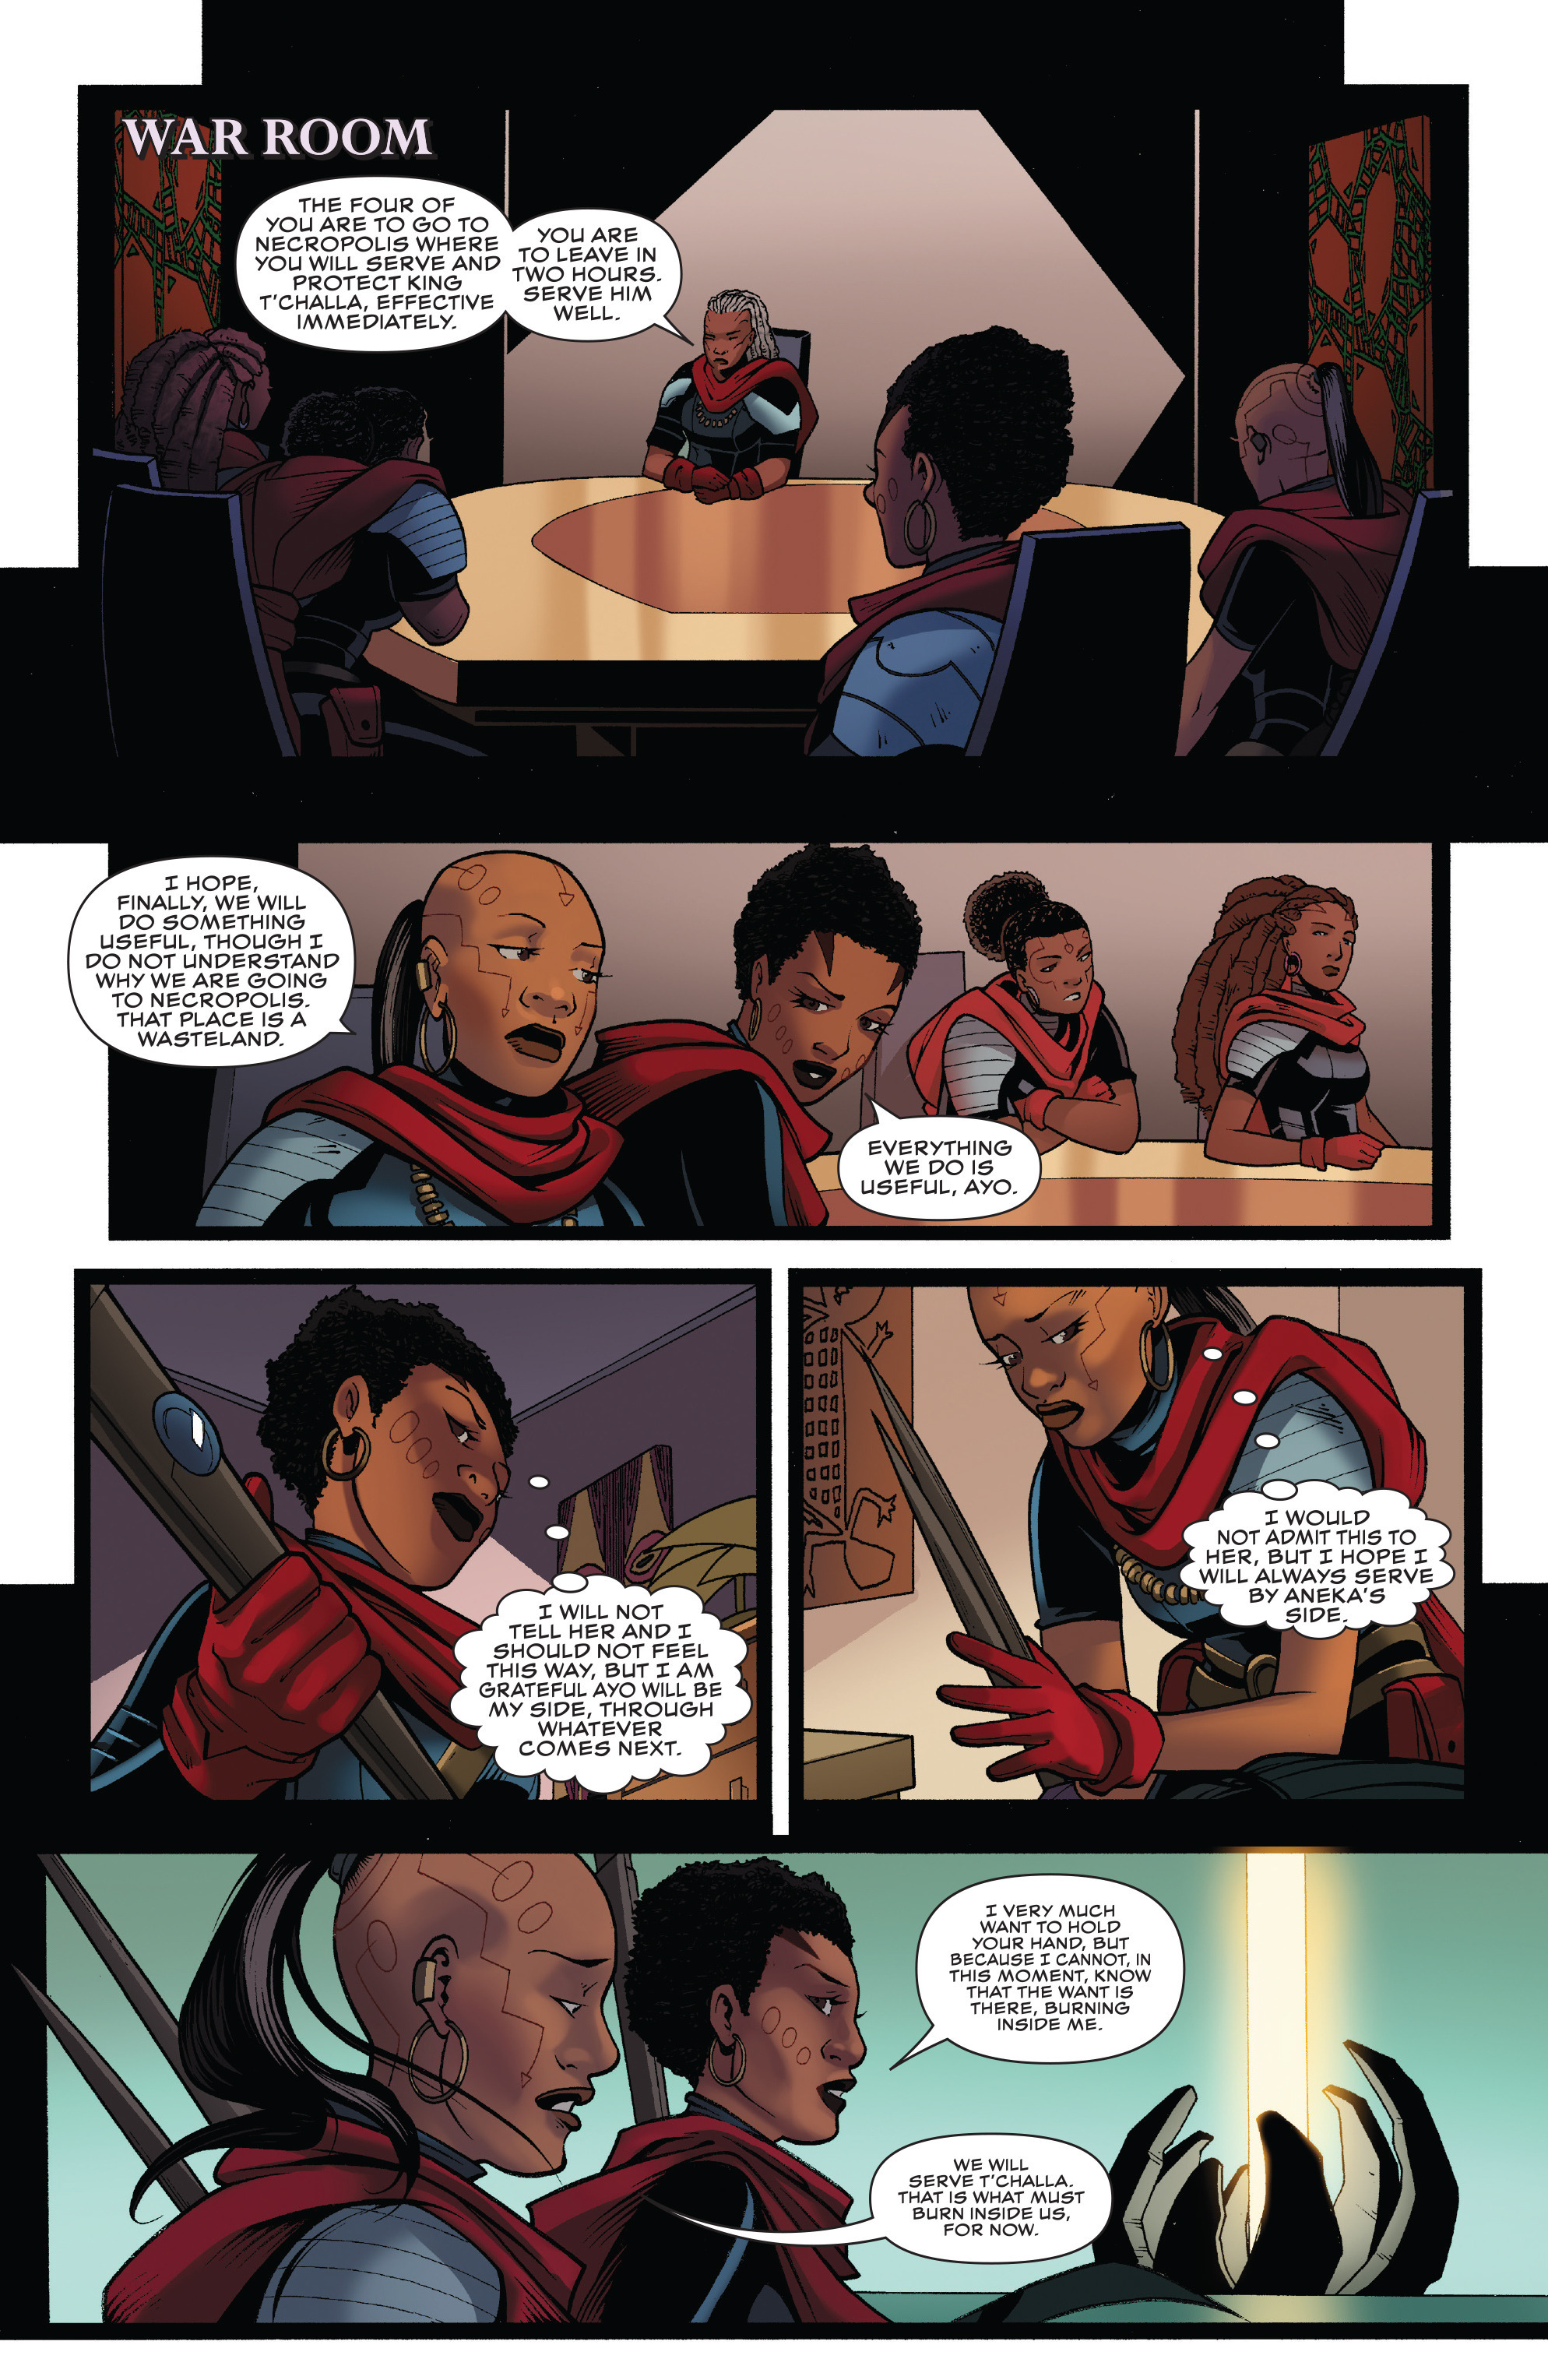 WAR ROOM
THE FOUR OF
YOU ARE TO GO TO
NECROPOLIS WHERE
YOU WILL SERVE AND
PROTECT KING
T'CHALLA, EFFECTIVE
IMMEDIATELY.
YOU ARE
TO LEAVE IN
TWO HOURS.
SERVE HIM
WELL.
I HOPE,
FINALLY, WE WILL
DO SOMETHING
USEFUL, THOUGH I
DO NOT UNDERSTAND
WHY WE ARE GOING
TO NECROPOLIS.
THAT PLACE IS A
WASTELAND.
EVERYTHING
WE DO IS
USEFUL, AYO.
I WILL NOT
TELL HER AND I
SHOULD NOT FEEL
THIS WAY, BUT I AM
GRATEFUL AYO WILL BE
MY SIDE, THROUGH
WHATEVER
COMES NEXT.
I WOULD
NOT ADMIT THIS TO
HER, BUT I HOPE I
WILL ALWAYS SERVE
BY ANEKA'S
SIDE.
I VERY MUCH
WANT TO HOLD
YOUR HAND, BUT
BECAUSE I CANNOT, IN
THIS MOMENT, KNOW
THAT THE WANT IS
THERE, BURNING
INSIDE ME.
WE WILL
SERVE T'CHALLA.
THAT IS WHAT MUST
BURN INSIDE US,
FOR NOW.